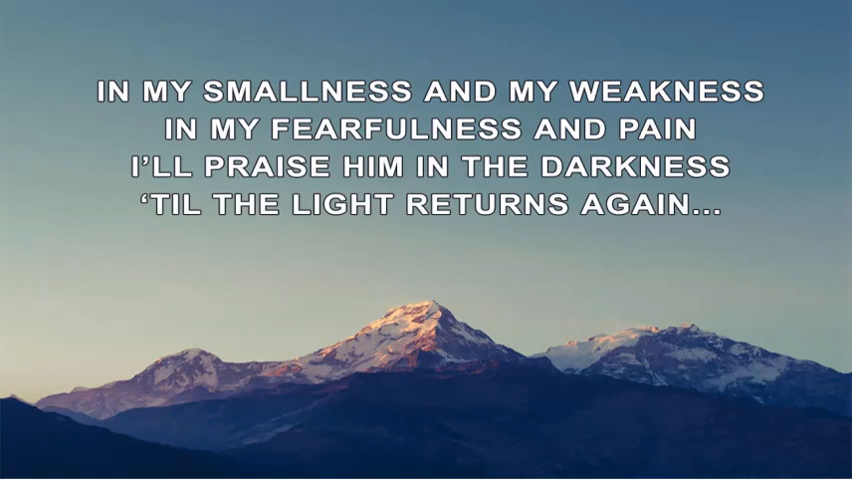 IN MY SMALLNESS AND MY WEAKNESS
IN MY FEARFULNESS AND PAIN
I’LL PRAISE HIM IN THE DARKNESS
‘TIL THE LIGHT RETURNS AGAIN...